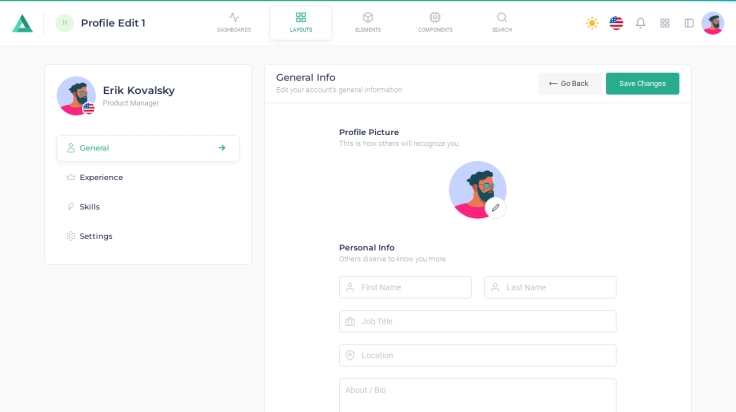 H
Profile Edit 1
DASHBOARDS
LAYOUTS
ELEMENTS
COMPONENTS
SEARCH
Erik Kovalsky
Product Manager
General
Experience
Skills
Settings
General Info
Edit your account's general information
Go Back
Save Changes
Profile Picture
This is how others will recognize you
Personal Info
Others diserve to know you more
First Name
Last Name
Job Title
Location
About / Bio